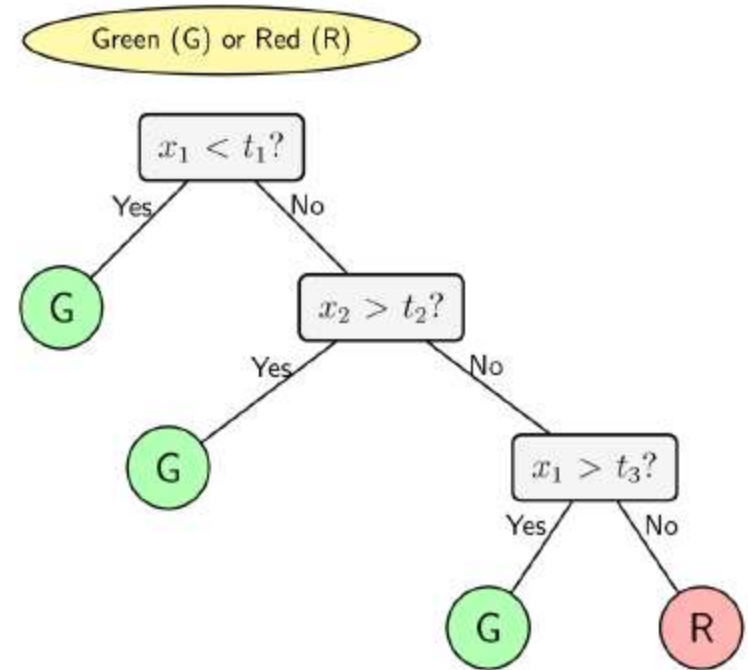 Green (G) or Red (R)
x₁ < t₁?
Yes
No
G
x₂ > t₂?
Yes
No
G
x₁ > t₃?
Yes
No
G
R